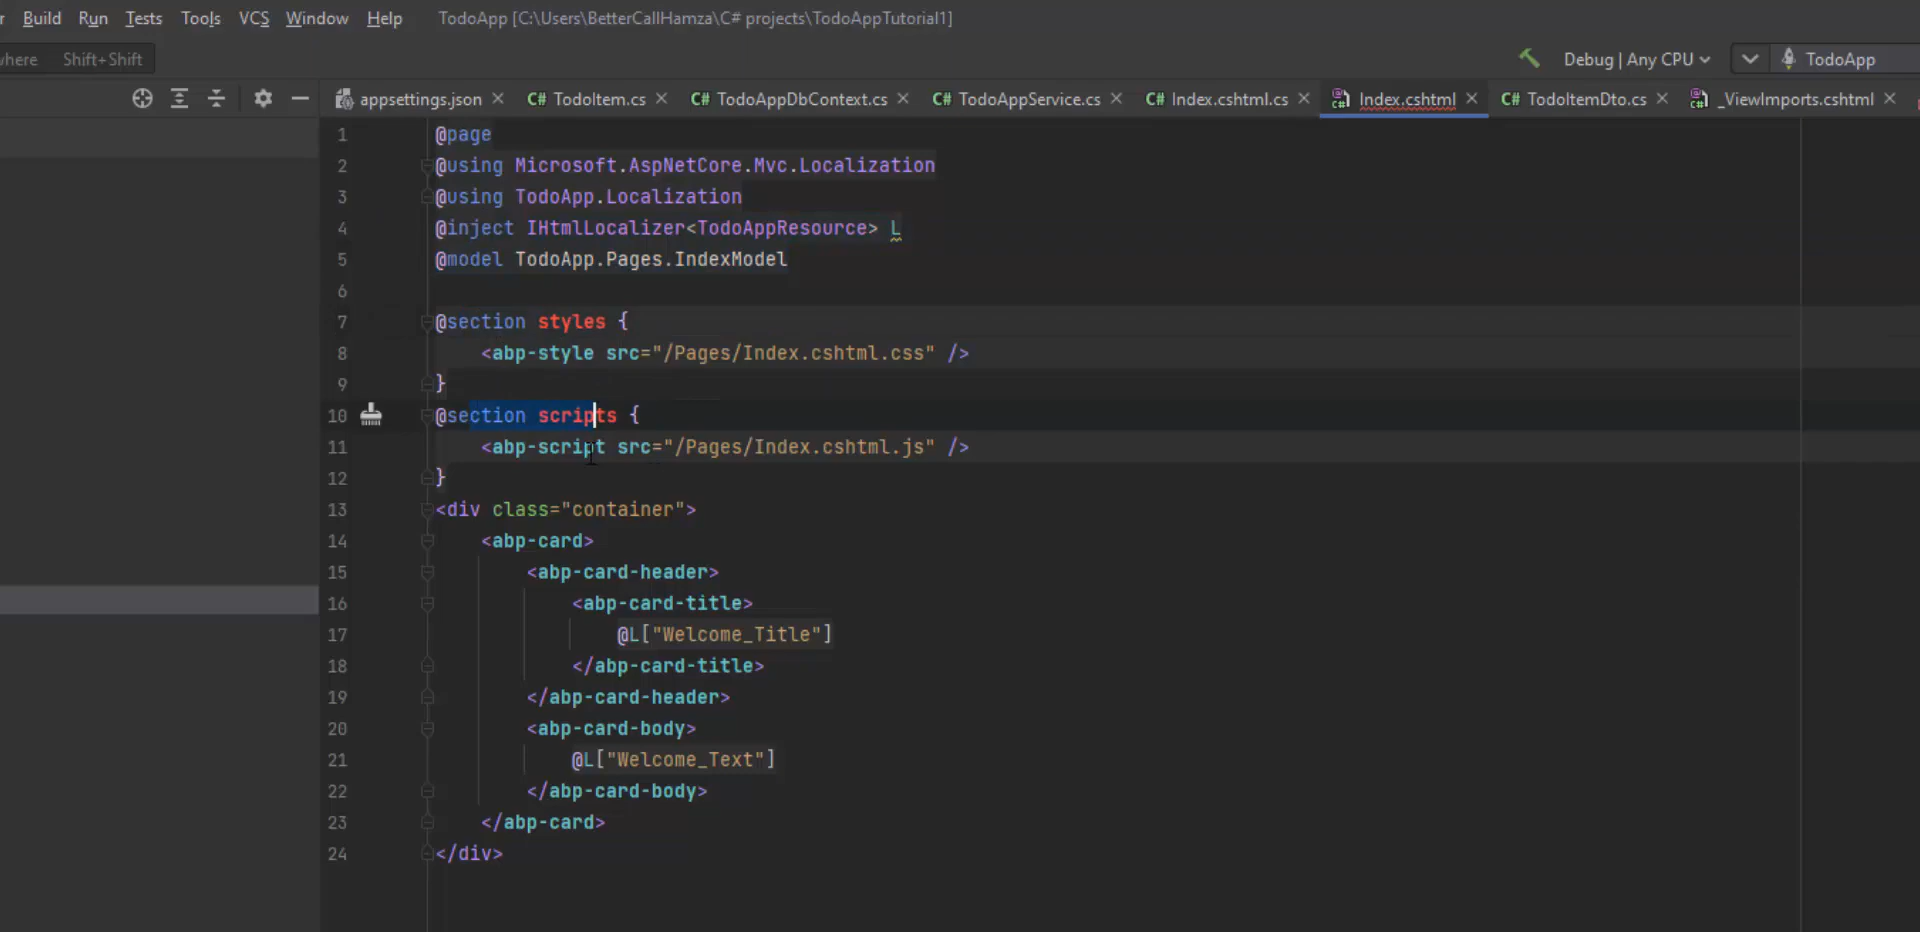 Build Run Tests Tools VCS Window Help TodoApp [C:\Users\BetterCallHamza\C# projects\TodoAppTutorial1]
where Shift+Shift Debug | Any CPU TodoApp
appsettings.json C# TodoItem.cs C# TodoAppDbContext.cs C# TodoAppService.cs C# Index.cshtml.cs Index.cshtml C# TodoItemDto.cs _ViewImports.cshtml
1 @page
2 @using Microsoft.AspNetCore.Mvc.Localization
3 @using TodoApp.Localization
4 @inject IHtmlLocalizer<TodoAppResource> L
5 @model TodoApp.Pages.IndexModel
6
7 @section styles {
8 <abp-style src="/Pages/Index.cshtml.css" />
9 }
10 @section scripts {
11 <abp-script src="/Pages/Index.cshtml.js" />
12 }
13 <div class="container">
14 <abp-card>
15 <abp-card-header>
16 <abp-card-title>
17 @L["Welcome_Title"]
18 </abp-card-title>
19 </abp-card-header>
20 <abp-card-body>
21 @L["Welcome_Text"]
22 </abp-card-body>
23 </abp-card>
24 </div>